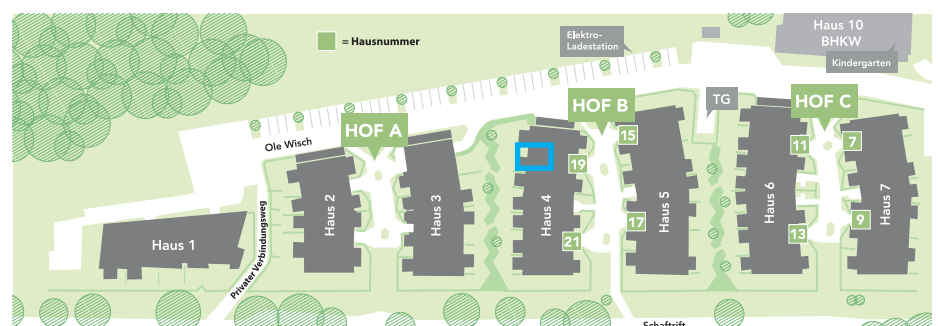 Haus 10
BHKW
Elektro-
Ladestation
= Hausnummer
Kindergarten
TG
HOF C
HOF B
HOF A
15
11
7
Ole Wisch
19
Haus 2
Haus 3
Haus 4
Haus 5
Haus 6
Haus 7
17
9
13
21
Haus 1
Privater Verbindungsweg
Schaftrift